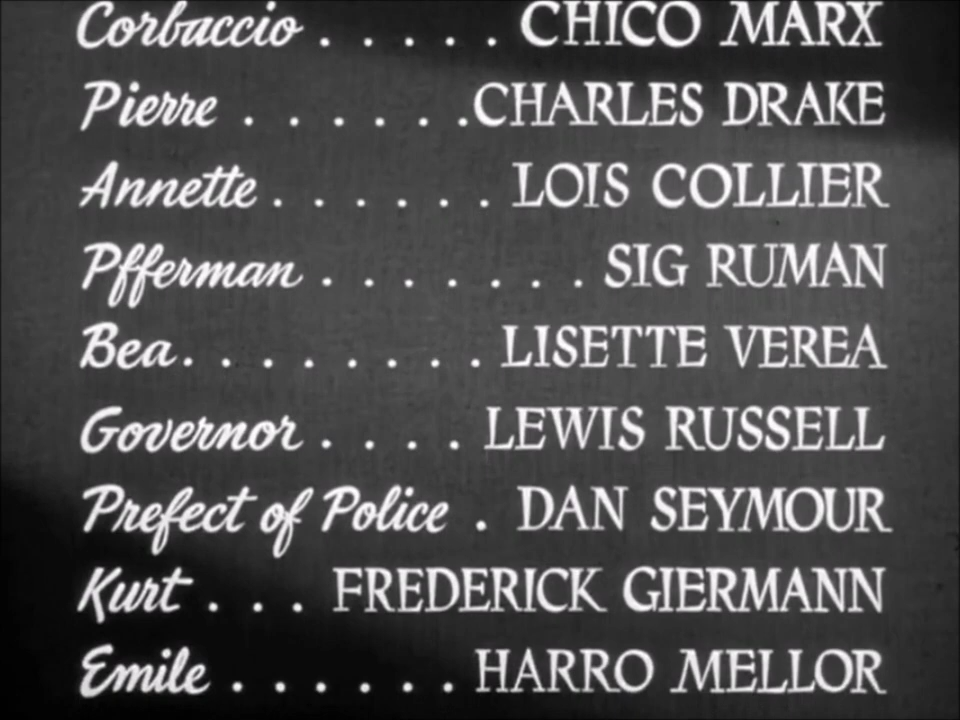 Corbaccio . . . . . CHICO MARX
Pierre . . . . . .CHARLES DRAKE
Annette . . . . . . LOIS COLLIER
Pfferman . . . . . . . SIG RUMAN
Bea. . . . . . . . LISETTE VEREA
Governor . . . . LEWIS RUSSELL
Prefect of Police . DAN SEYMOUR
Kurt . . . FREDERICK GIERMANN
Emile . . . . . . HARRO MELLOR